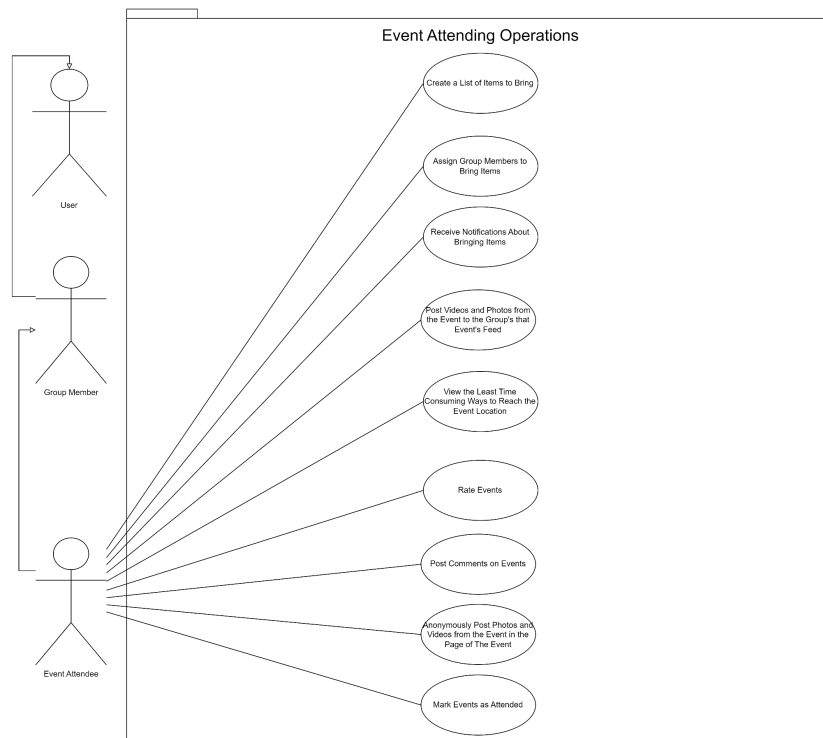 Event Attending Operations
Create a List of Items to Bring
User
Assign Group Members to
Bring Items
Receive Notifications About
Bringing Items
Post Videos and Photos from
the Event to the Group's that
Event's Feed
Group Member
View the Least Time
Consuming Ways to Reach the
Event Location
Rate Events
Post Comments on Events
Anonymously Post Photos and
Videos from the Event in the
Page of The Event
Event Attendee
Mark Events as Attended